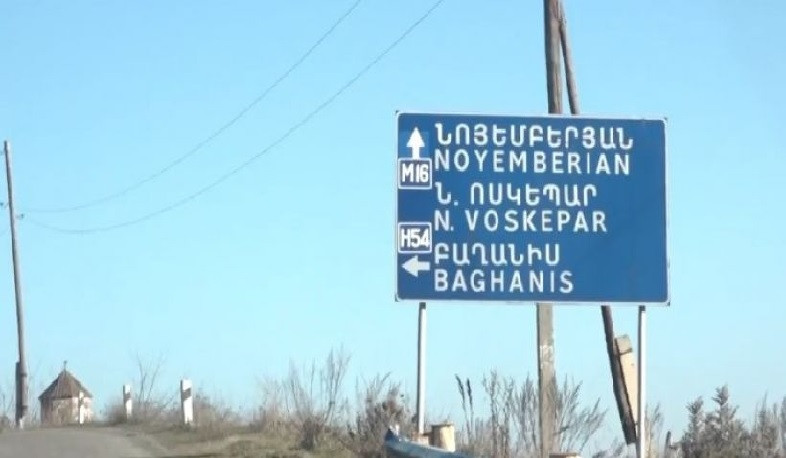 ՆՈՅԵՄԲԵՐՅԱՆ
NOYEMBERIAN
M16
Ն. ՈՍԿԵՊԱՐ
N. VOSKEPAR
H54
ԲԱՂԱՆԻՍ
BAGHANIS